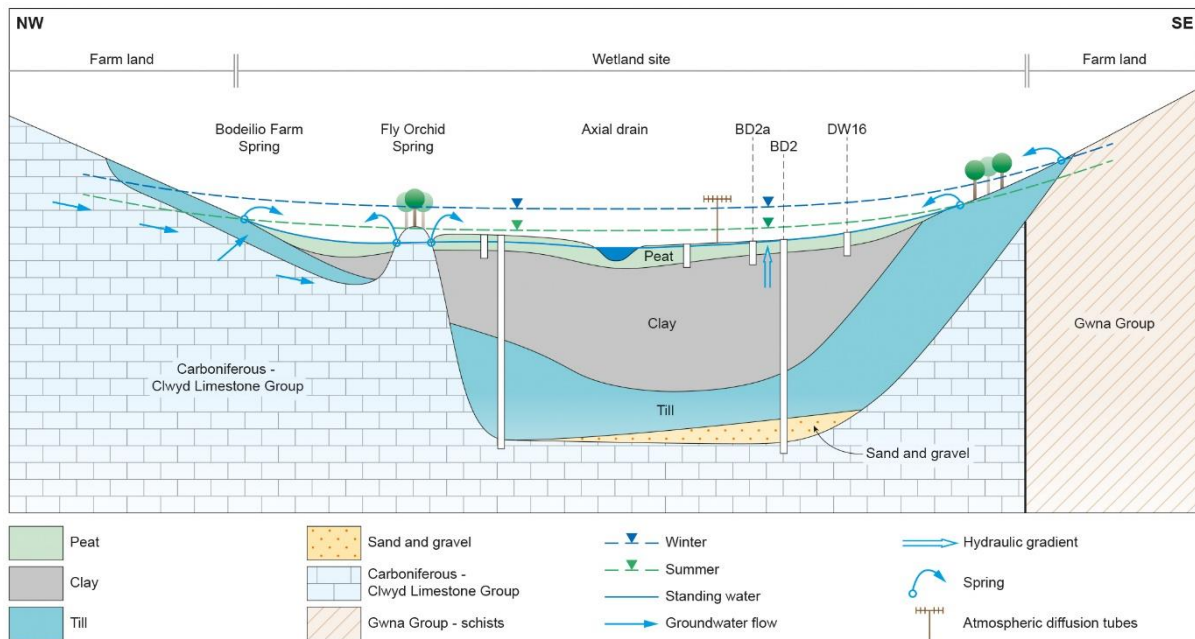 NW
SE
Farm land
Wetland site
Farm land
Bodeilio Farm
Spring
Fly Orchid
Spring
Axial drain
BD2a
BD2
DW16
Peat
Clay
Till
Carboniferous -
Clwyd Limestone Group
Gwna Group
Sand and gravel
Peat
Clay
Till
Sand and gravel
Carboniferous -
Clwyd Limestone Group
Gwna Group - schists
Winter
Summer
Standing water
Groundwater flow
Hydraulic gradient
Spring
Atmospheric diffusion tubes